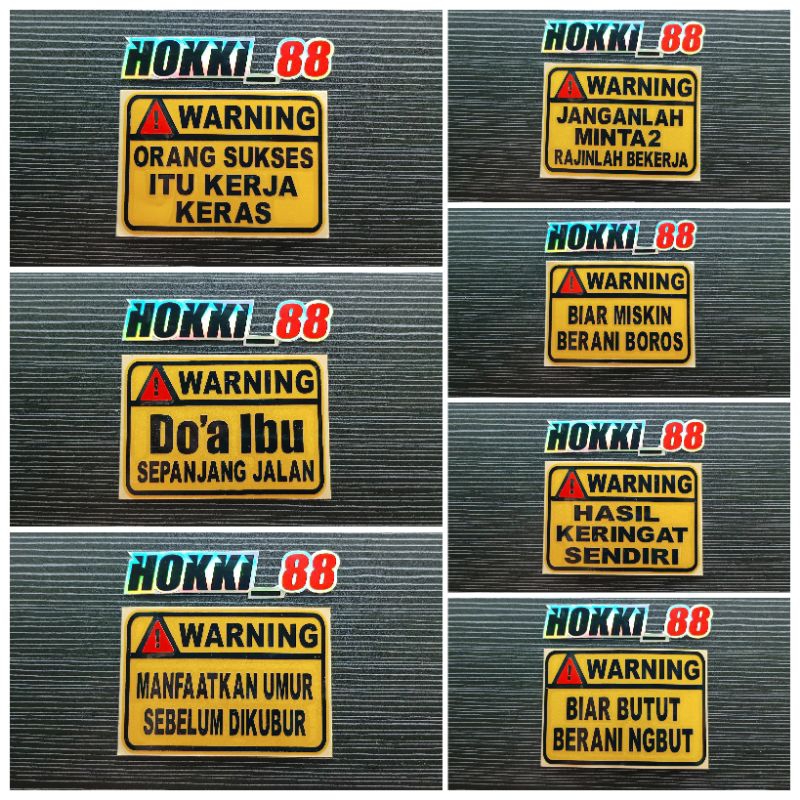 HOKKI_88
WARNING
ORANG SUKSES
ITU KERJA
KERAS
HOKKI_88
WARNING
Do'a Ibu
SEPANJANG JALAN
HOKKI_88
WARNING
MANFAATKAN UMUR
SEBELUM DIKUBUR
HOKKI_88
WARNING
JANGANLAH
MINTA2
RAJINLAH BEKERJA
HOKKI_88
WARNING
BIAR MISKIN
BERANI BOROS
HOKKI_88
WARNING
HASIL
KERINGAT
SENDIRI
HOKKI_88
WARNING
BIAR BUTUT
BERANI NGBUT